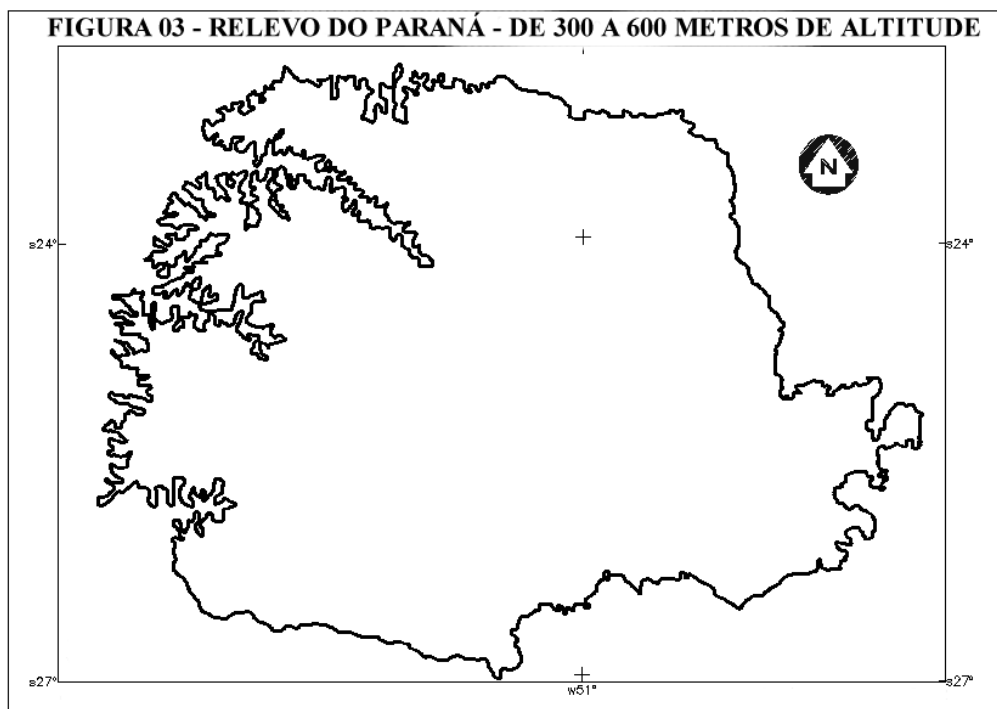 FIGURA 03 - RELEVO DO PARANÁ - DE 300 A 600 METROS DE ALTITUDE
N
s24° s24°
s27° w51° s27°